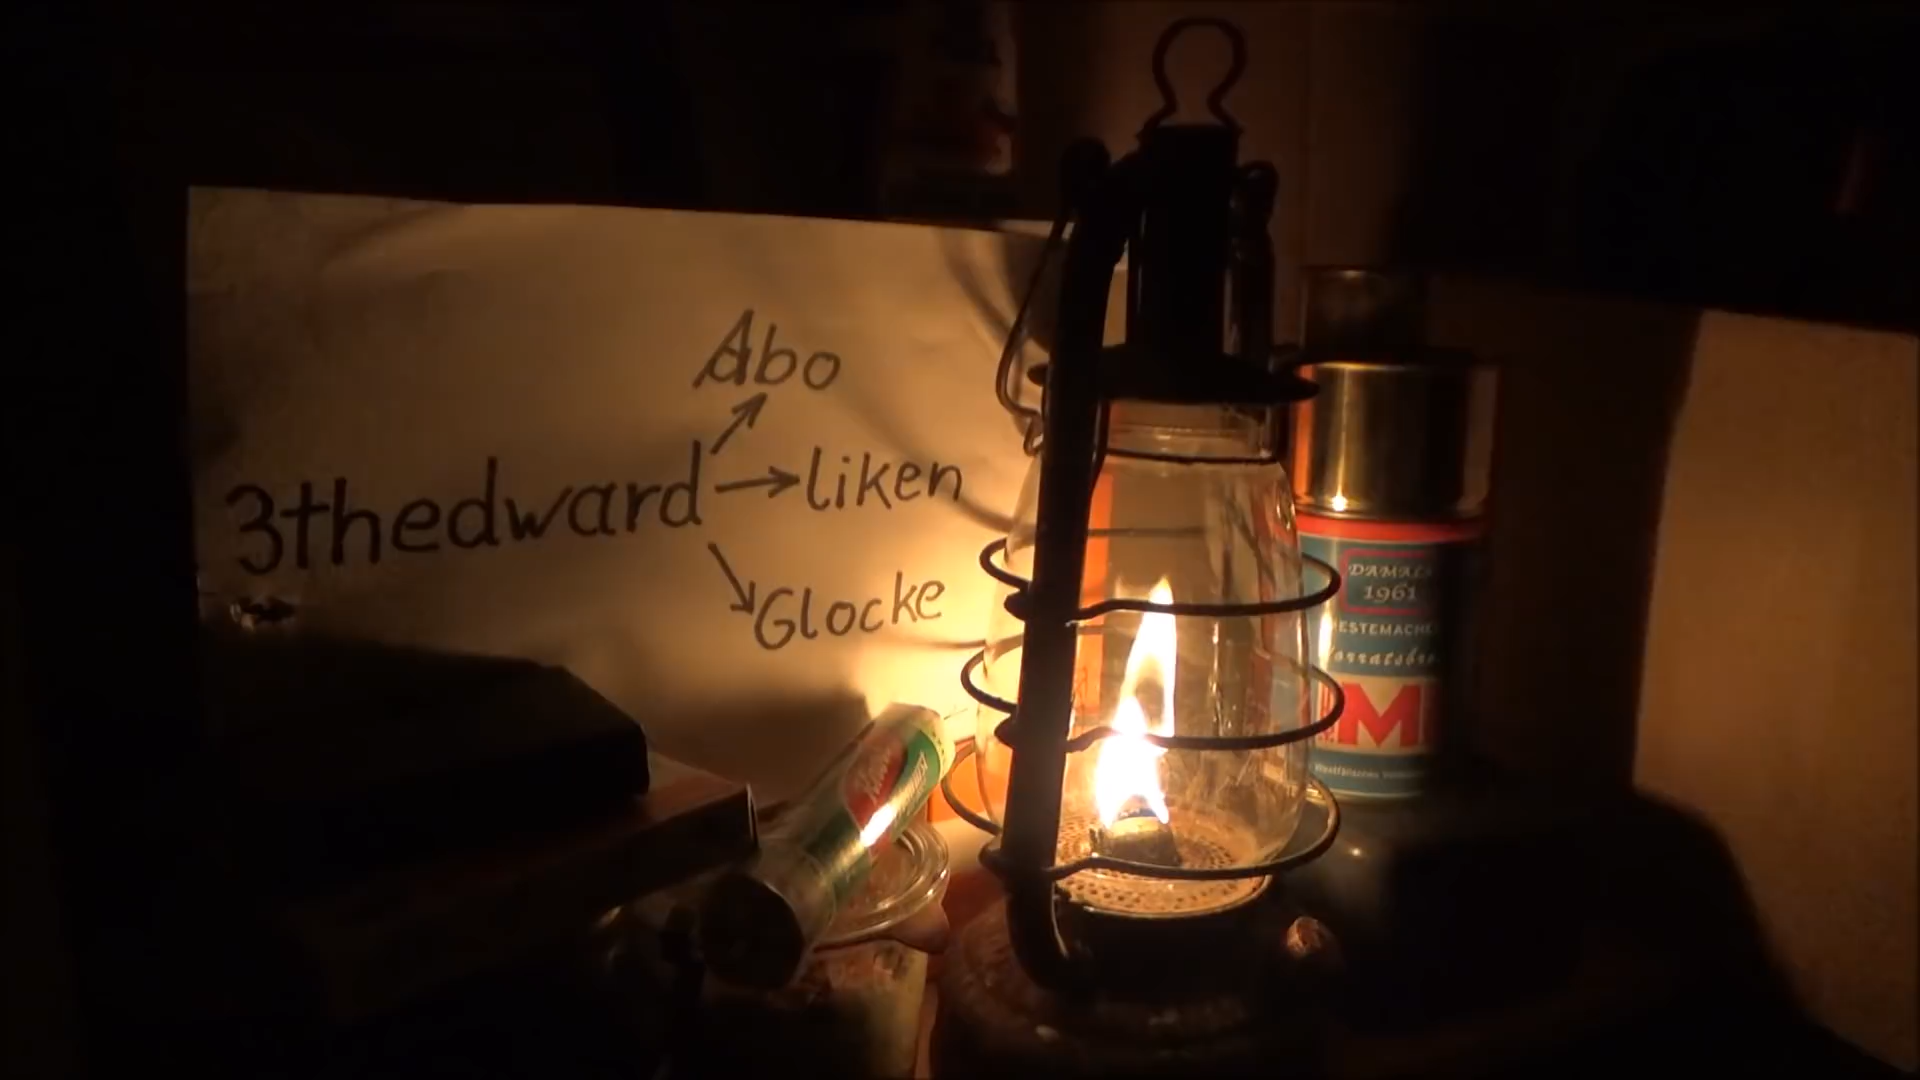 Abo
3thedward → liken
Glocke
DAMALS
1961
M